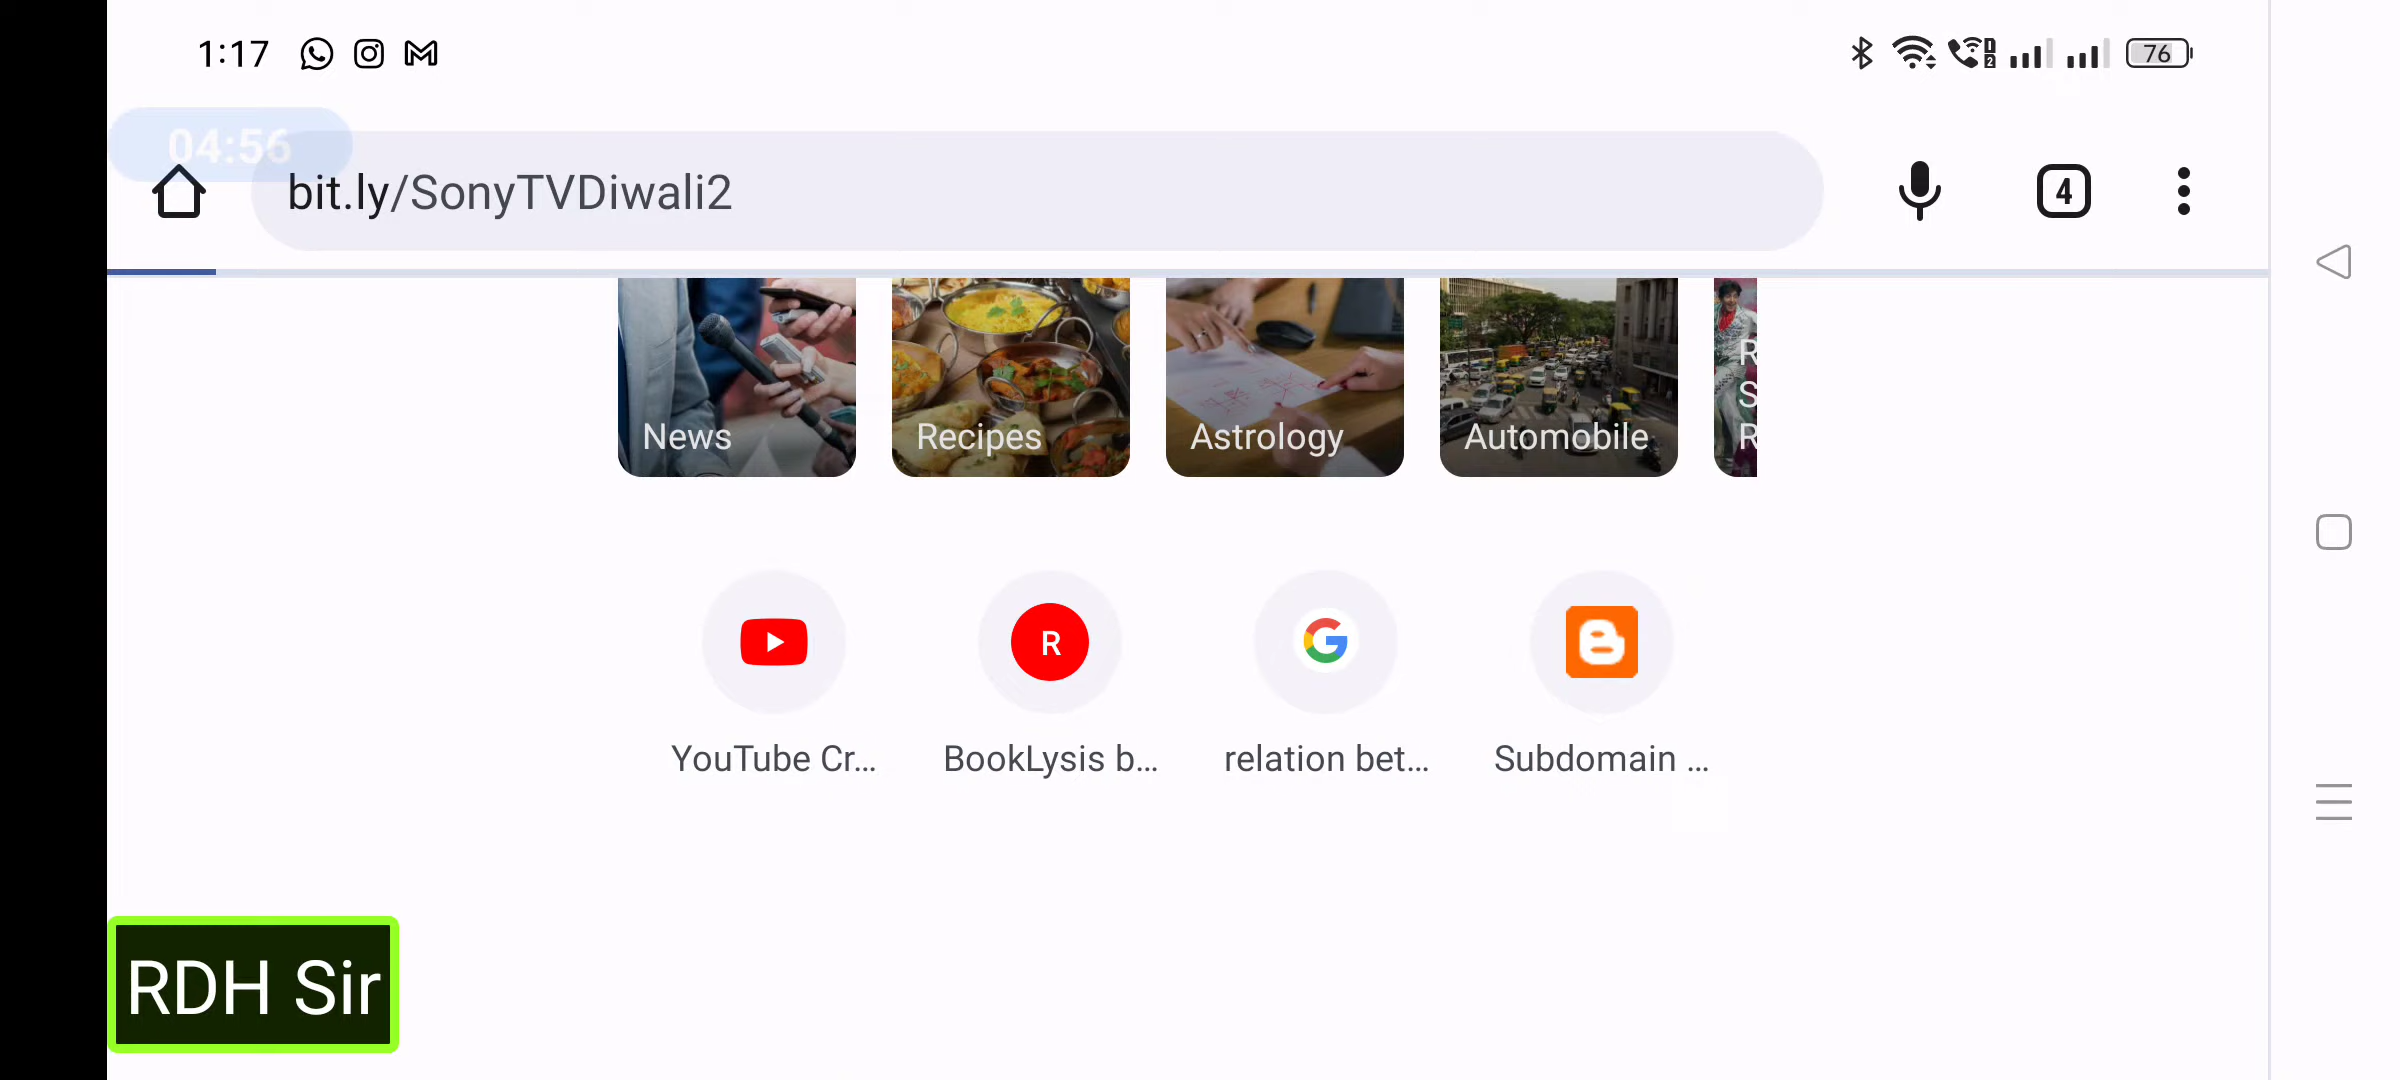 1:17
76
04:56
bit.ly/SonyTVDiwali2
4
News
Recipes
Astrology
Automobile
R
S
R
R
YouTube Cr...
BookLysis b...
relation bet...
Subdomain ...
RDH Sir